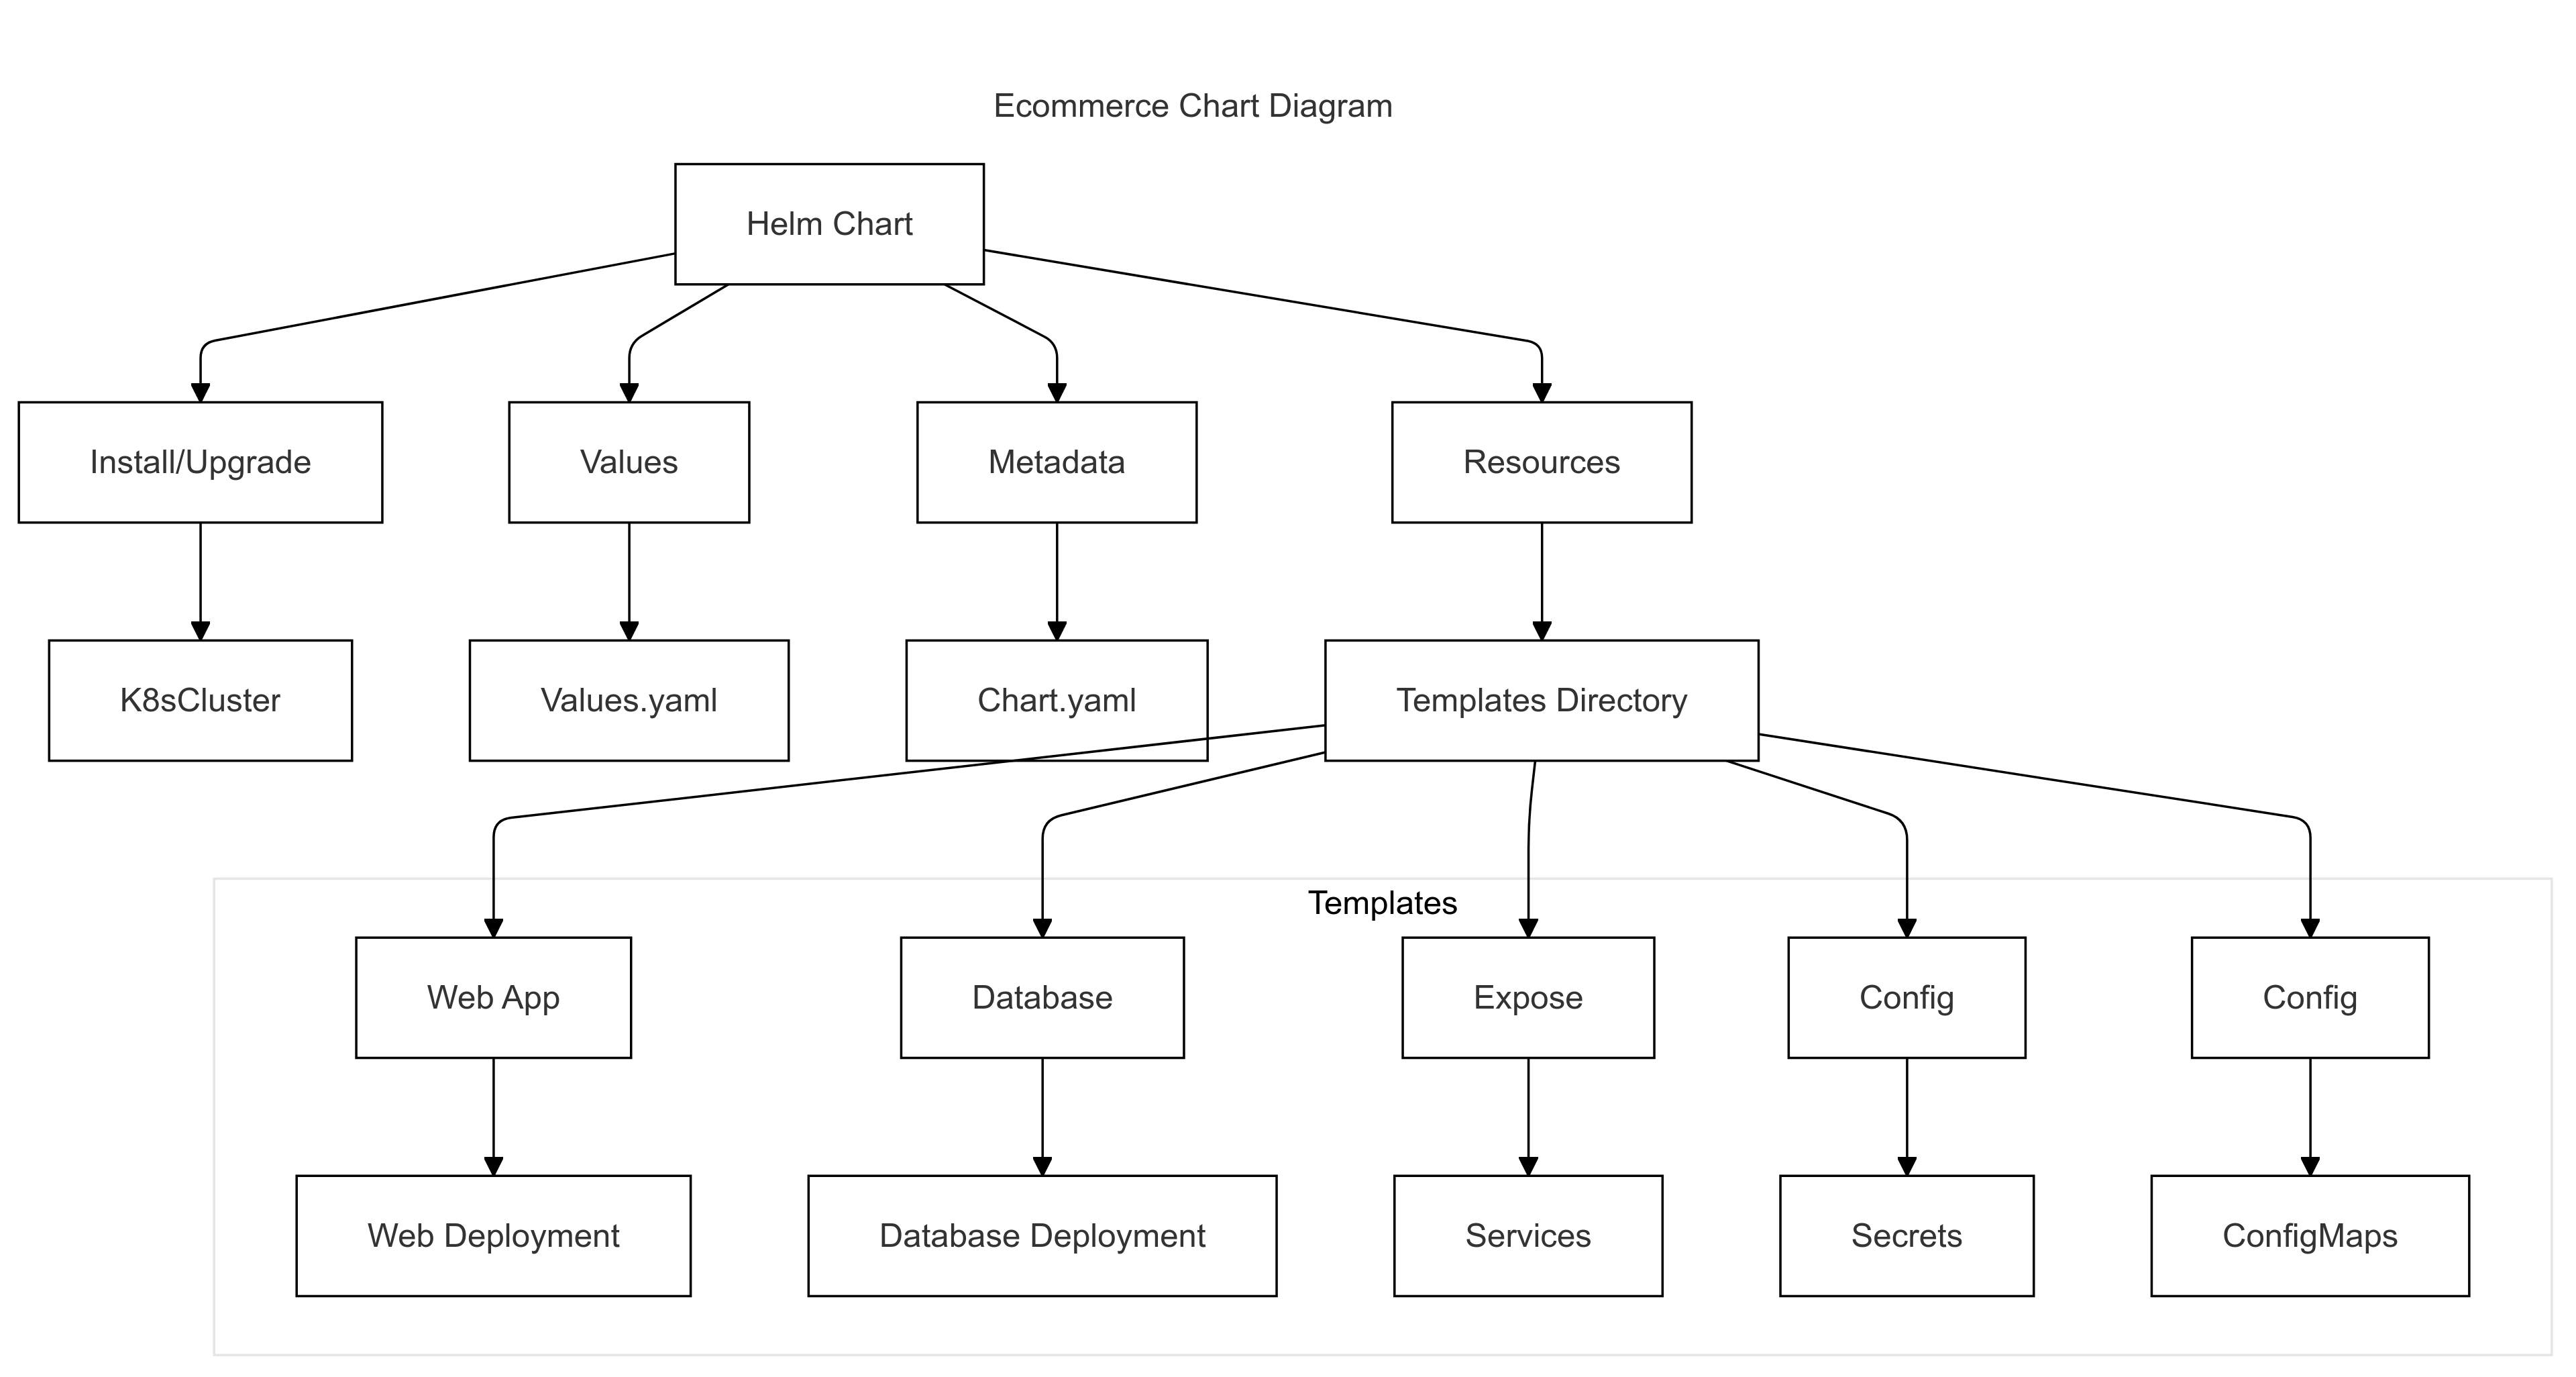 Ecommerce Chart Diagram
Helm Chart
Install/Upgrade
Values
Metadata
Resources
K8sCluster
Values.yaml
Chart.yaml
Templates Directory
Templates
Web App
Database
Expose
Config
Config
Web Deployment
Database Deployment
Services
Secrets
ConfigMaps